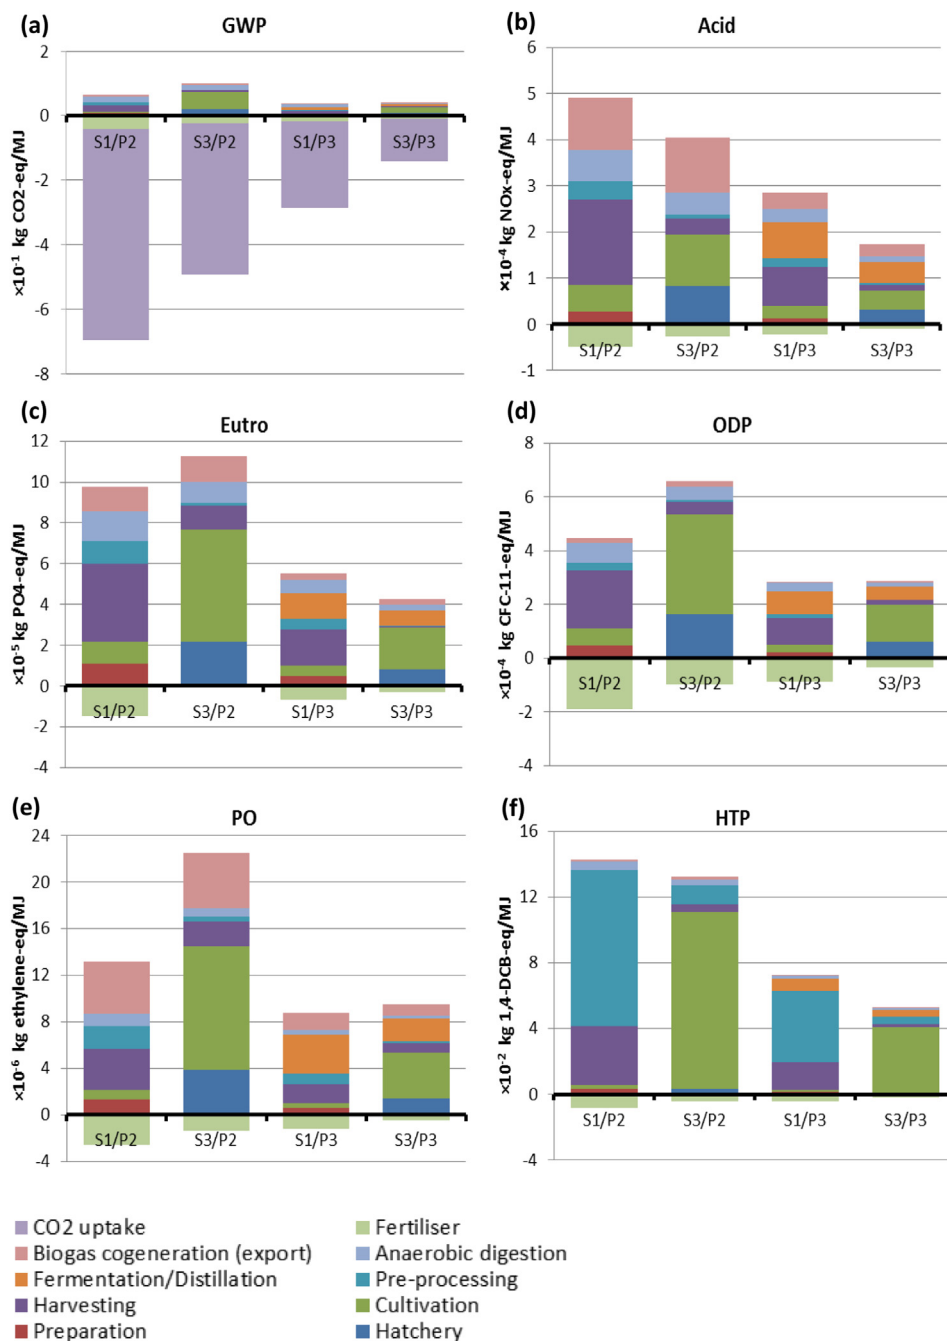 (a) GWP
2
0
-2
-4
-6
-8
×10⁻¹ kg CO2-eq/MJ
S1/P2 S3/P2 S1/P3 S3/P3
(b) Acid
6
5
4
3
2
1
0
-1
×10⁻⁴ kg NOx-eq/MJ
S1/P2 S3/P2 S1/P3 S3/P3
(c) Eutro
12
10
8
6
4
2
0
-2
-4
×10⁻⁵ kg PO4-eq/MJ
S1/P2 S3/P2 S1/P3 S3/P3
(d) ODP
8
6
4
2
0
-2
-4
×10⁻⁴ kg CFC-11-eq/MJ
S1/P2 S3/P2 S1/P3 S3/P3
(e) PO
24
20
16
12
8
4
0
-4
×10⁻⁶ kg ethylene-eq/MJ
S1/P2 S3/P2 S1/P3 S3/P3
(f) HTP
16
12
8
4
0
-4
×10⁻² kg 1,4-DCB-eq/MJ
S1/P2 S3/P2 S1/P3 S3/P3
CO2 uptake
Fertiliser
Biogas cogeneration (export)
Anaerobic digestion
Fermentation/Distillation
Pre-processing
Harvesting
Cultivation
Preparation
Hatchery